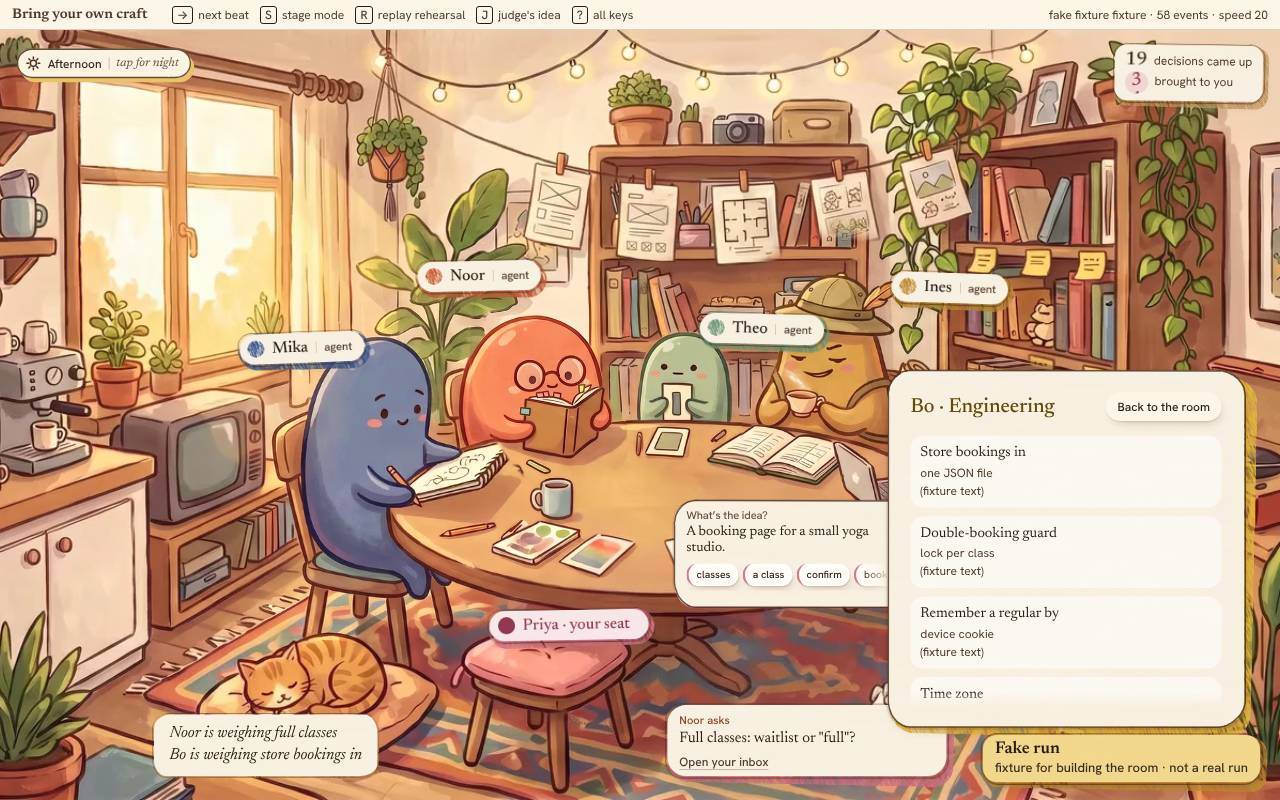 Bring your own craft
→ next beat S stage mode R replay rehearsal J judge's idea ? all keys
fake fixture fixture · 58 events · speed 20
Afternoon | tap for night
19 decisions came up
3 brought to you
Noor | agent
Ines | agent
Theo | agent
Mika | agent
Bo · Engineering
Back to the room
Store bookings in
one JSON file
(fixture text)
Double-booking guard
lock per class
(fixture text)
Remember a regular by
device cookie
(fixture text)
Time zone
What's the idea?
A booking page for a small yoga
studio.
classes a class confirm book
Priya · your seat
Noor is weighing full classes
Bo is weighing store bookings in
Noor asks
Full classes: waitlist or "full"?
Open your inbox
Fake run
fixture for building the room · not a real run